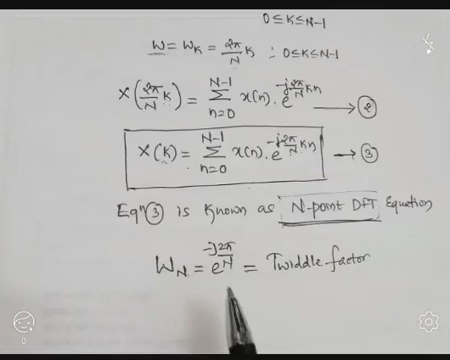 0 ≤ K ≤ N-1
W = W_K = 2π/N K ; 0 ≤ K ≤ N-1
X(2π/N K) = Σ_{n=0}^{N-1} x(n). e^{-j2π/N Kn} → ②
X(K) = Σ_{n=0}^{N-1} x(n). e^{-j2π/N Kn} → ③
Eqⁿ ③ is Known as N-point DFT Equation
W_N = e^{-j2π/N} = Twiddle factor
0